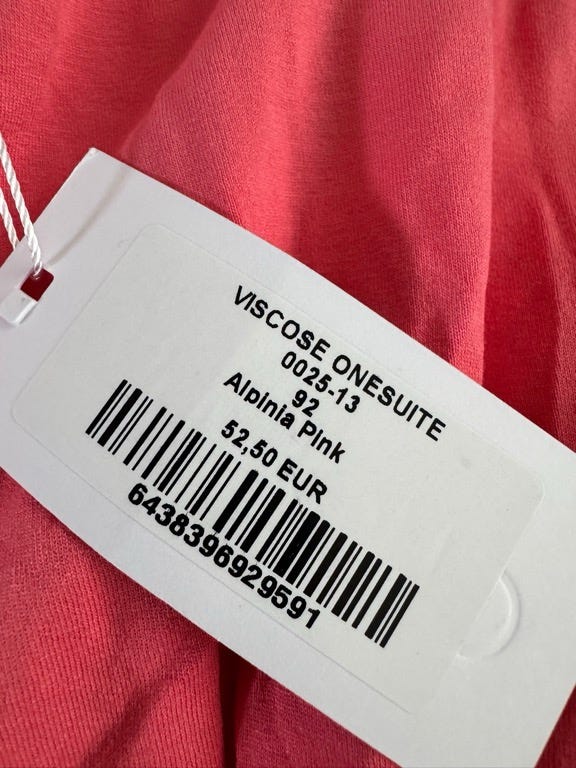 VISCOSE ONESUITE
0025-13
92
Alpinia Pink
52,50 EUR
6438396929591